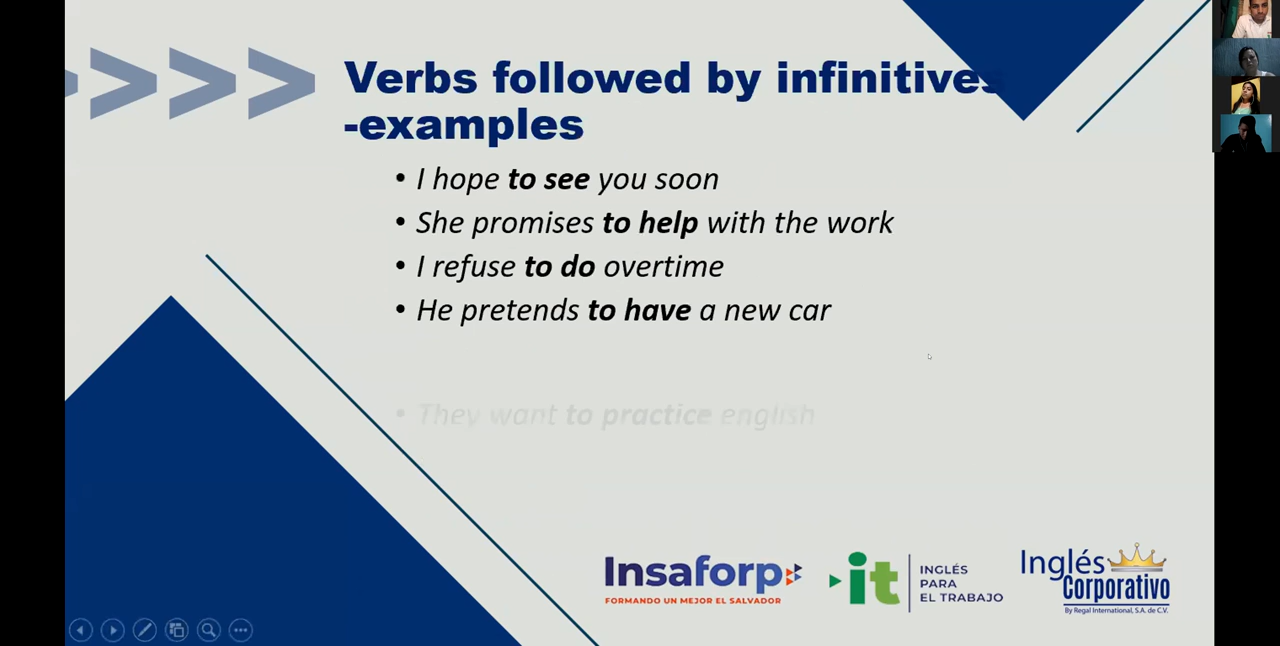 Verbs followed by infinitives
-examples
• I hope to see you soon
• She promises to help with the work
• I refuse to do overtime
• He pretends to have a new car
• They want to practice english
Insaforp
FORMANDO UN MEJOR EL SALVADOR
it
INGLÉS
PARA
EL TRABAJO
Inglés
Corporativo
By Regal International, S.A. de C.V.